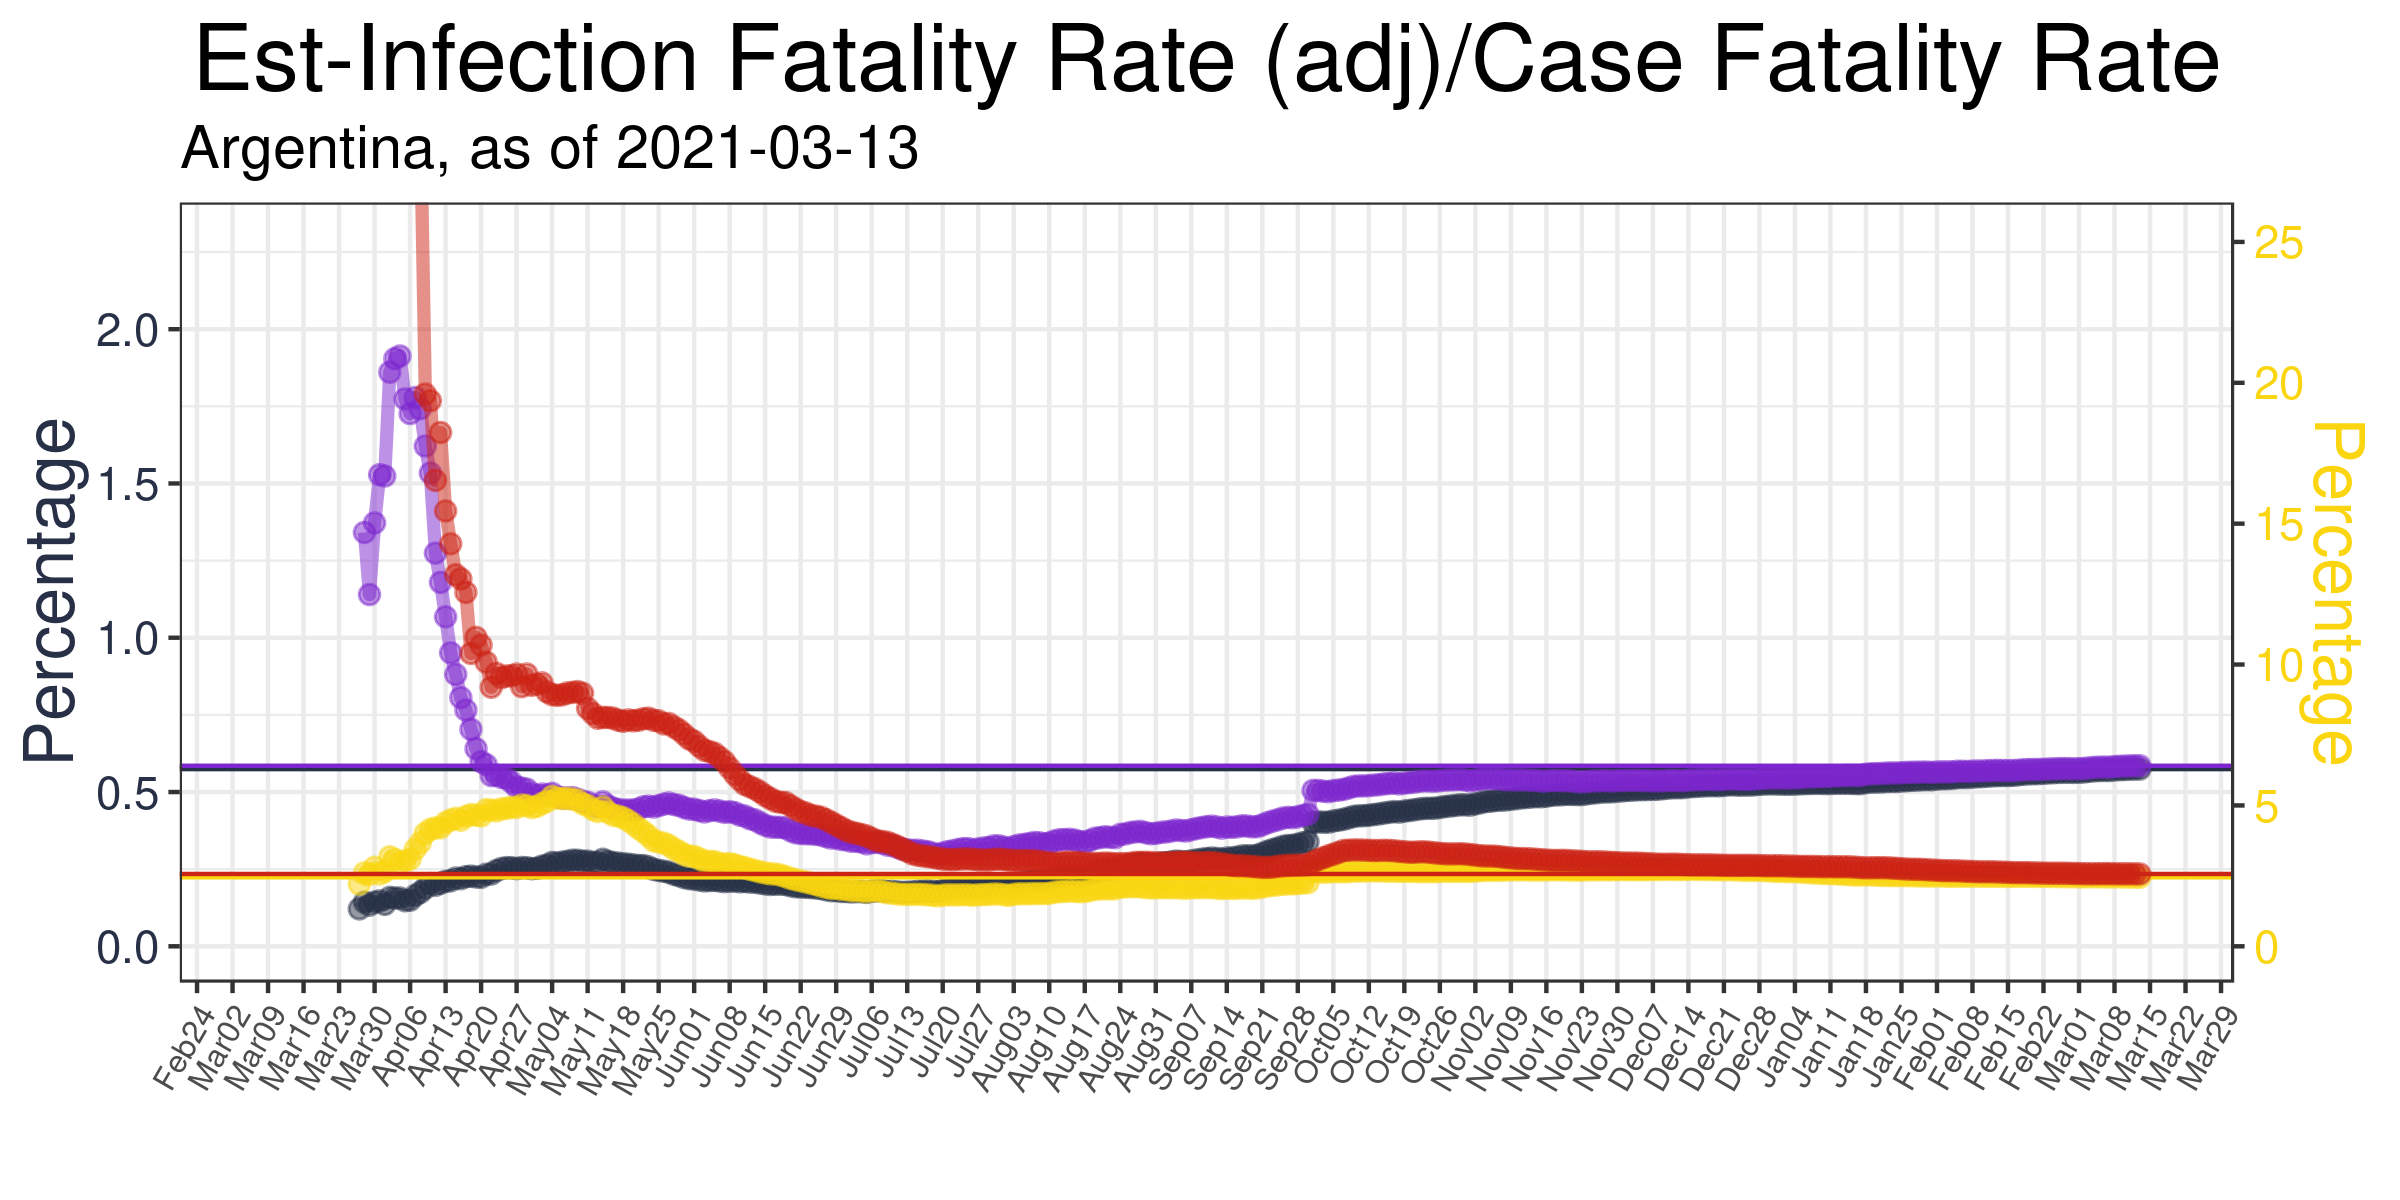 Est-Infection Fatality Rate (adj)/Case Fatality Rate
Argentina, as of 2021-03-13
Percentage
2.0
1.5
1.0
0.5
0.0
25
20
15
10
5
0
Percentage
Feb24
Mar02
Mar09
Mar16
Mar23
Mar30
Apr06
Apr13
Apr20
Apr27
May04
May11
May18
May25
Jun01
Jun08
Jun15
Jun22
Jun29
Jul06
Jul13
Jul20
Jul27
Aug03
Aug10
Aug17
Aug24
Aug31
Sep07
Sep14
Sep21
Sep28
Oct05
Oct12
Oct19
Oct26
Nov02
Nov09
Nov16
Nov23
Nov30
Dec07
Dec14
Dec21
Dec28
Jan04
Jan11
Jan18
Jan25
Feb01
Feb08
Feb15
Feb22
Mar01
Mar08
Mar15
Mar22
Mar29